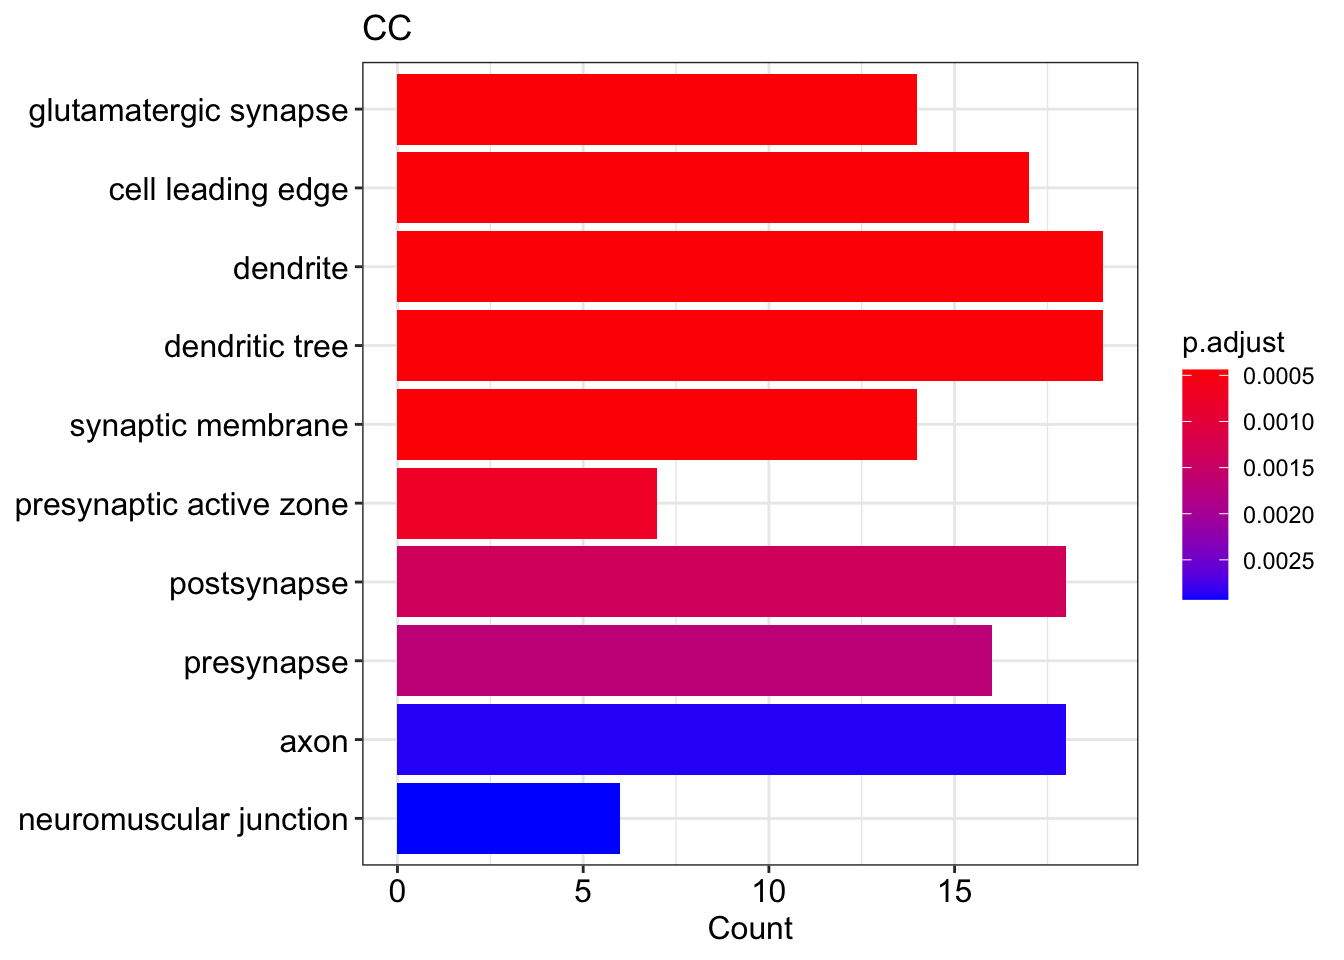 CC
glutamatergic synapse
cell leading edge
dendrite
dendritic tree
synaptic membrane
presynaptic active zone
postsynapse
presynapse
axon
neuromuscular junction
0 5 10 15
Count
p.adjust
0.0005
0.0010
0.0015
0.0020
0.0025